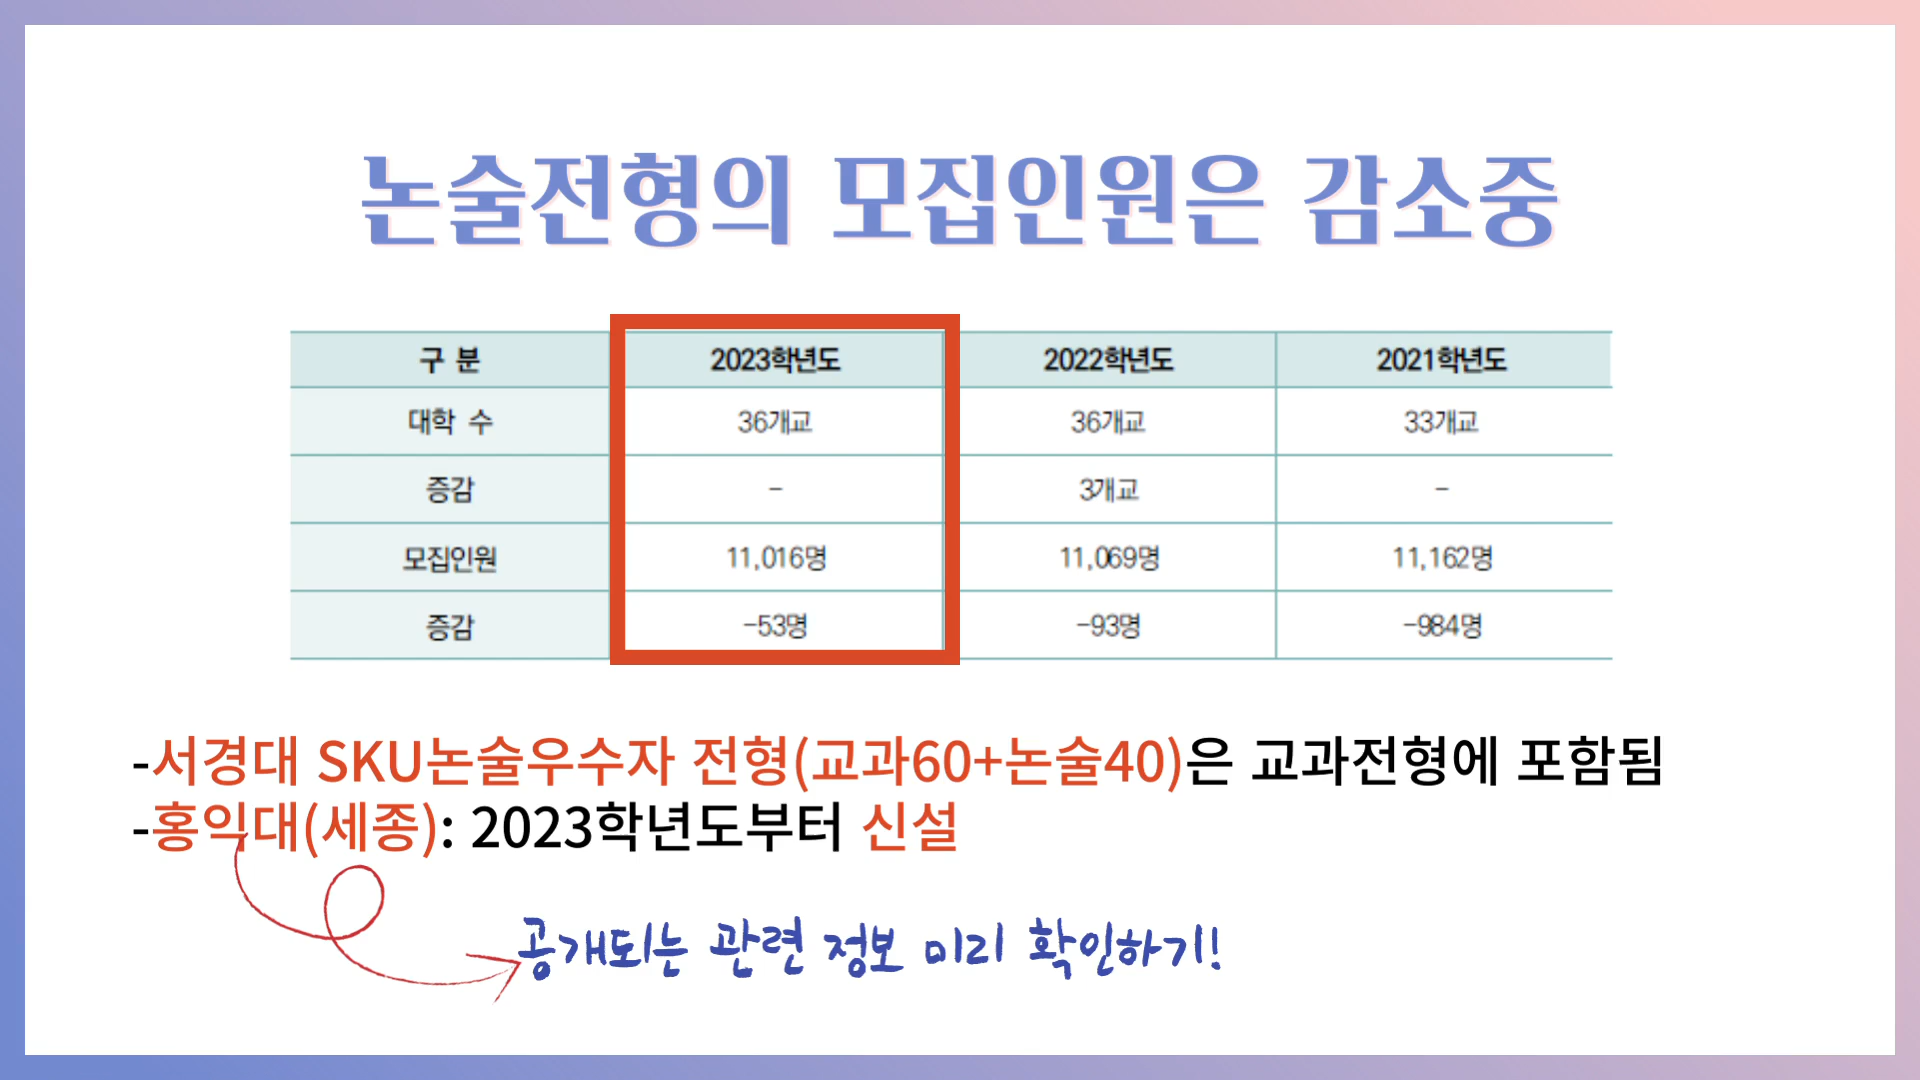 논술전형의 모집인원은 감소중
구 분 2023학년도 2022학년도 2021학년도
대학 수 36개교 36개교 33개교
증감 - 3개교 -
모집인원 11,016명 11,069명 11,162명
증감 -53명 -93명 -984명
-서경대 SKU논술우수자 전형(교과60+논술40)은 교과전형에 포함됨
-홍익대(세종): 2023학년도부터 신설
공개되는 관련 정보 미리 확인하기!